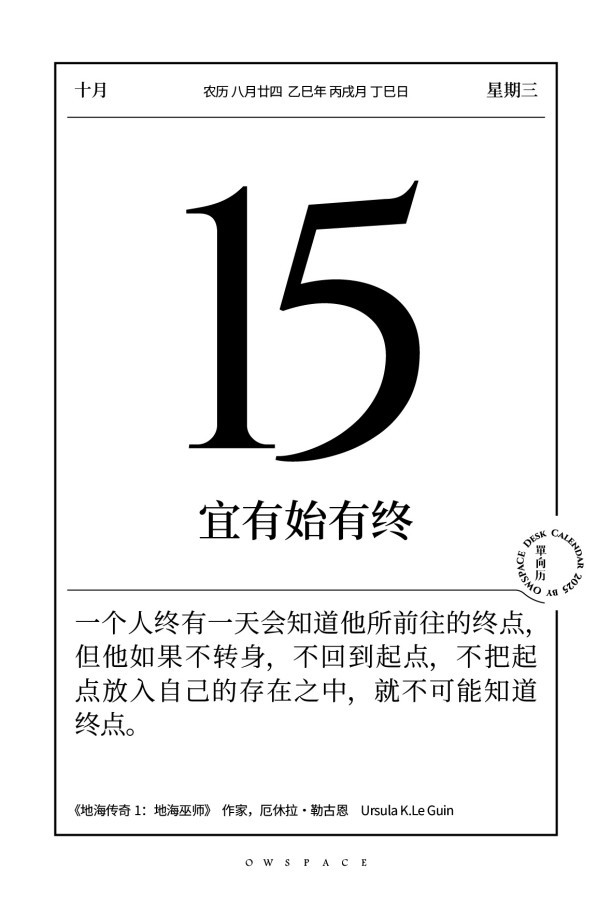 十月
农历 八月廿四 乙巳年 丙戌月 丁巳日
星期三
15
宜有始有终
DESK CALENDAR 2025 BY OWSPACE
單向历
一个人终有一天会知道他所前往的终点，
但他如果不转身，不回到起点，不把起
点放入自己的存在之中，就不可能知道
终点。
《地海传奇 1：地海巫师》 作家，厄休拉·勒古恩 Ursula K.Le Guin
OWSPACE